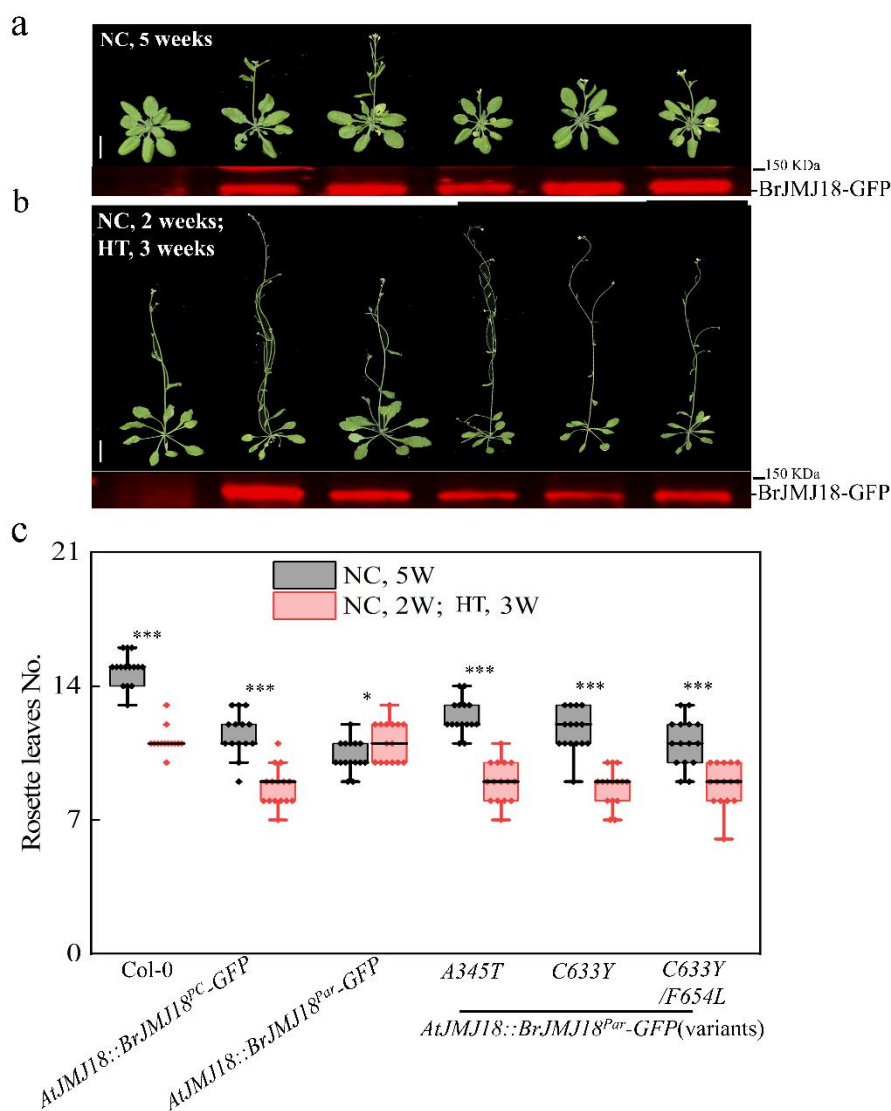 a
NC, 5 weeks
150 KDa
-BrJMJ18-GFP
b
NC, 2 weeks;
HT, 3 weeks
150 KDa
-BrJMJ18-GFP
c
21
NC, 5W
NC, 2W; HT, 3W
***
***
*
***
***
***
14
Rosette leaves No.
7
0
Col-0
AtJMJ18::BrJMJ18PC-GFP
AtJMJ18::BrJMJ18Par-GFP
A345T
C633Y
C633Y
/F654L
AtJMJ18::BrJMJ18Par-GFP(variants)